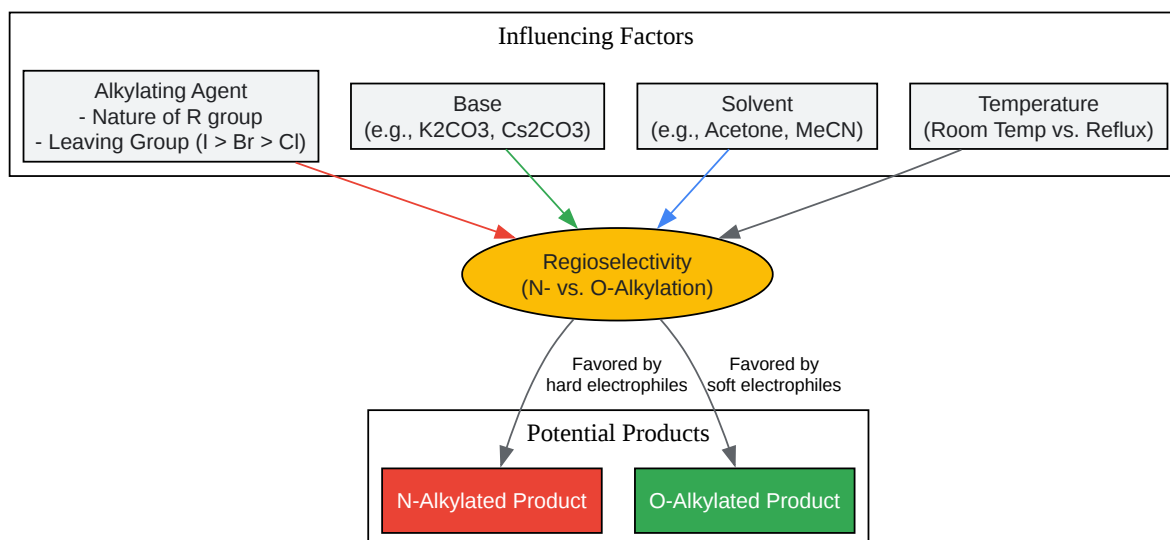 Influencing Factors
Alkylating Agent
- Nature of R group
- Leaving Group (I > Br > Cl)
Base
(e.g., K2CO3, Cs2CO3)
Solvent
(e.g., Acetone, MeCN)
Temperature
(Room Temp vs. Reflux)
Regioselectivity
(N- vs. O-Alkylation)
Favored by
hard electrophiles
Favored by
soft electrophiles
Potential Products
N-Alkylated Product
O-Alkylated Product